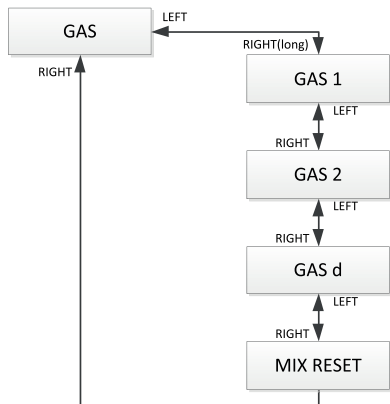 GAS
LEFT
RIGHT(long)
RIGHT
GAS 1
LEFT
RIGHT
GAS 2
LEFT
RIGHT
GAS d
LEFT
RIGHT
MIX RESET